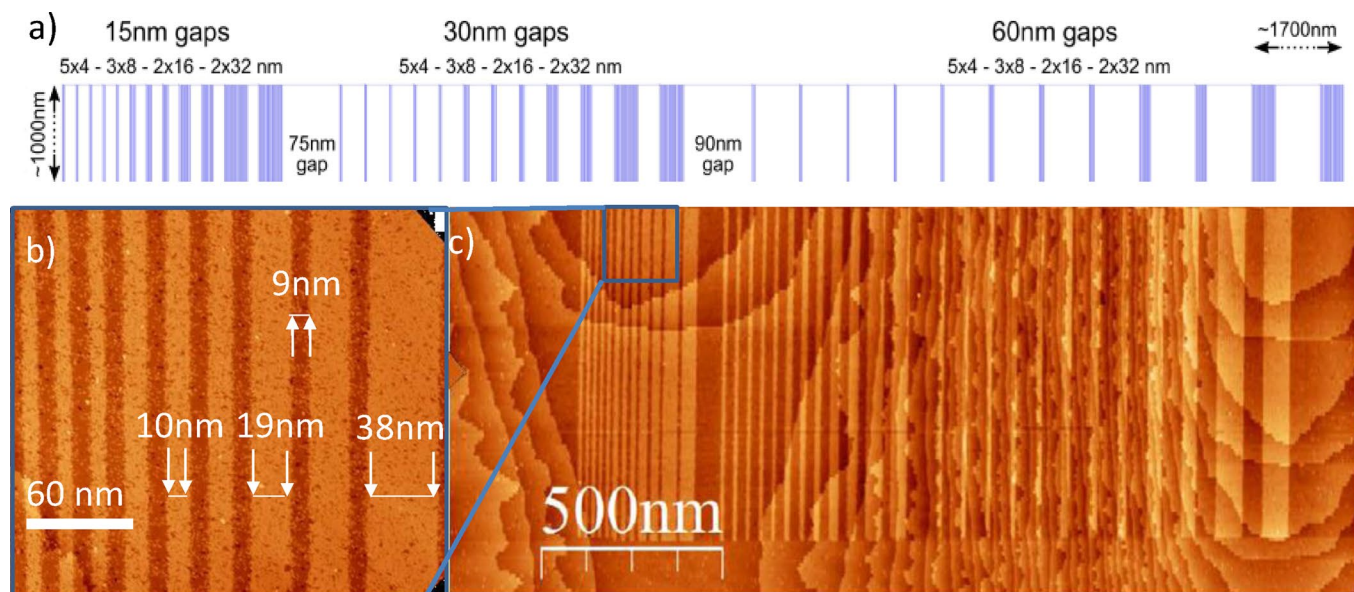 a)
15nm gaps
30nm gaps
60nm gaps
~1700nm
5x4 - 3x8 - 2x16 - 2x32 nm
5x4 - 3x8 - 2x16 - 2x32 nm
5x4 - 3x8 - 2x16 - 2x32 nm
~1000nm
75nm
gap
90nm
gap
b)
9nm
10nm
19nm
38nm
60 nm
c)
500nm